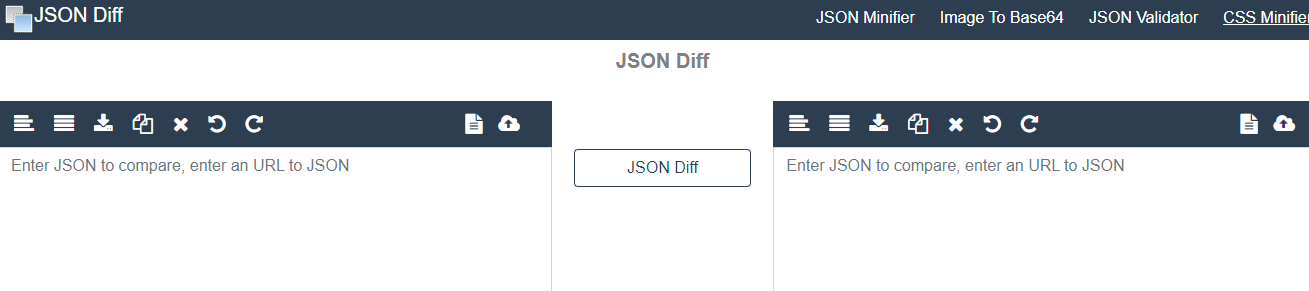 JSON Diff
JSON Minifier Image To Base64 JSON Validator CSS Minifier
JSON Diff
Enter JSON to compare, enter an URL to JSON
JSON Diff
Enter JSON to compare, enter an URL to JSON